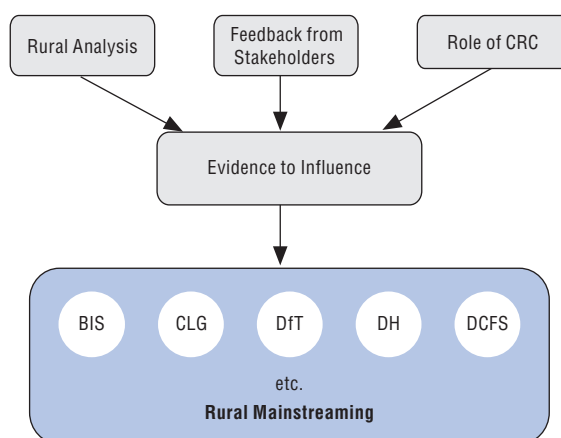 Rural Analysis
Feedback from
Stakeholders
Role of CRC
Evidence to Influence
BIS
CLG
DfT
DH
DCFS
etc.
Rural Mainstreaming